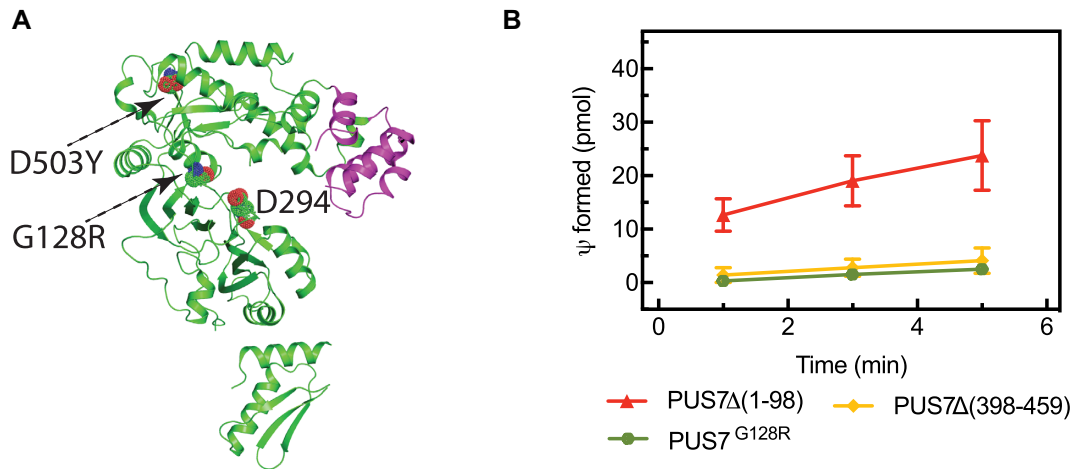 A
D503Y
G128R
D294
B
ψ formed (pmol)
40
30
20
10
0
0 2 4 6
Time (min)
PUS7Δ(1-98) PUS7Δ(398-459)
PUS7 G128R